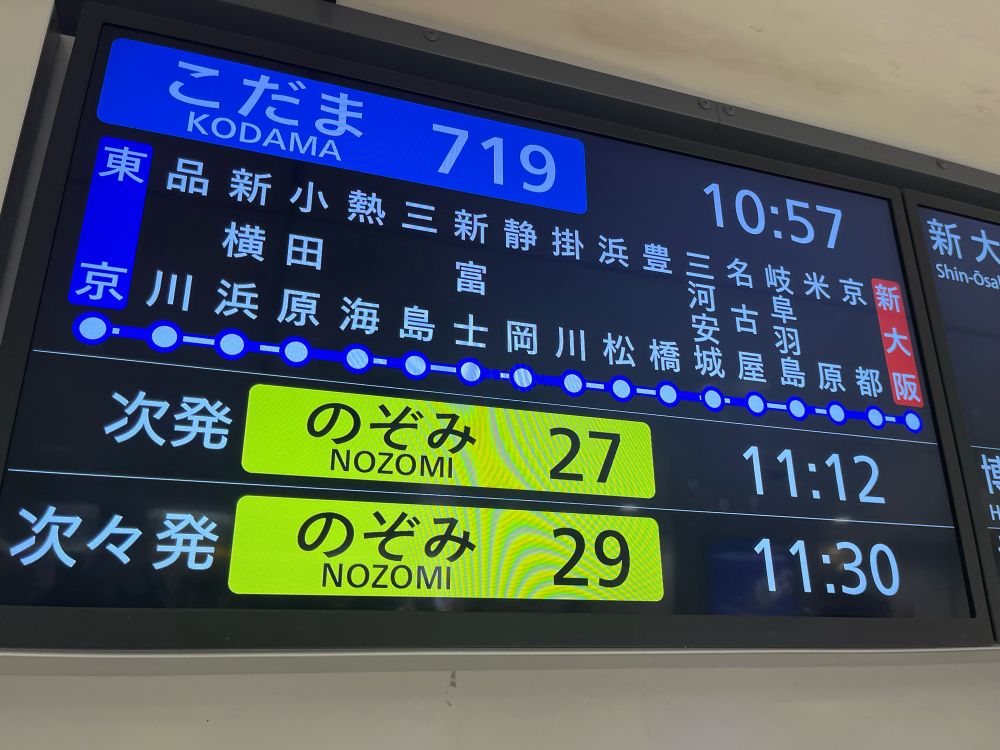 こだま 719 10:57
KODAMA
東京 品川 新横浜 小田原 熱海 三島 新富士 静岡 掛川 浜松 豊橋 三河安城 名古屋 岐阜羽島 米原 京都 新大阪
次発 のぞみ 27 11:12
NOZOMI
次々発 のぞみ 29 11:30
NOZOMI
新大
Shin-Ōsa
博
H